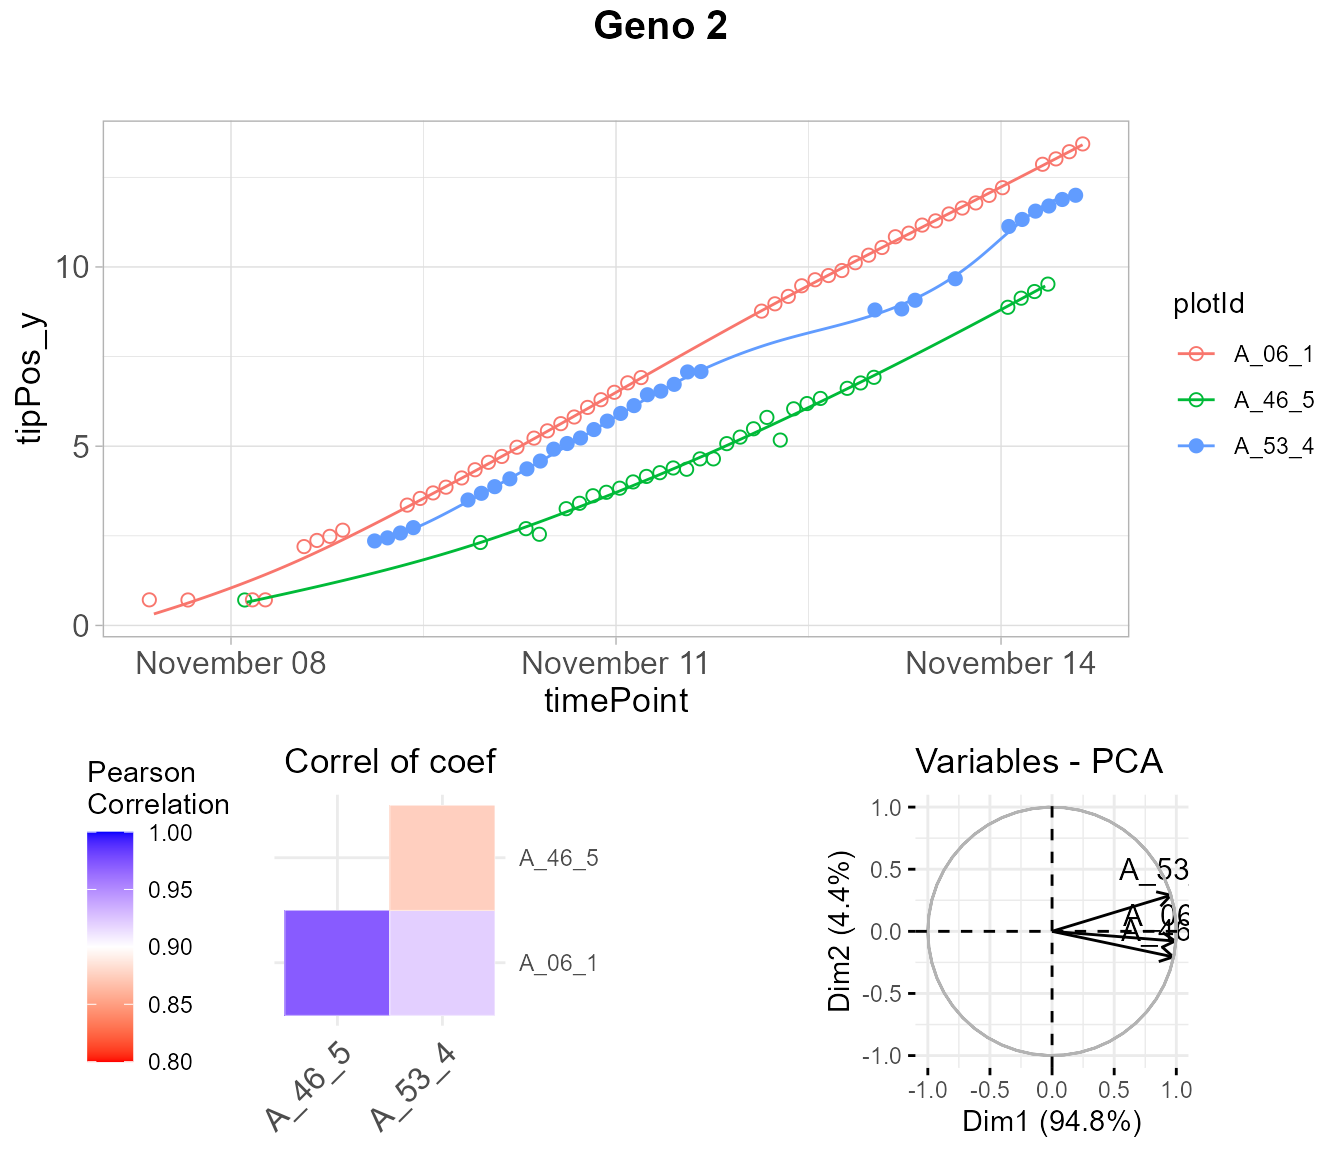 Geno 2
tipPos_y
10
5
0
November 08
November 11
November 14
timePoint
plotId
A_06_1
A_46_5
A_53_4
Pearson
Correlation
1.00
0.95
0.90
0.85
0.80
Correl of coef
A_46_5
A_06_1
A_46_5
A_53_4
Variables - PCA
Dim2 (4.4%)
1.0
0.5
0.0
-0.5
-1.0
A_53
A_06
A_46
-1.0
-0.5
0.0
0.5
1.0
Dim1 (94.8%)